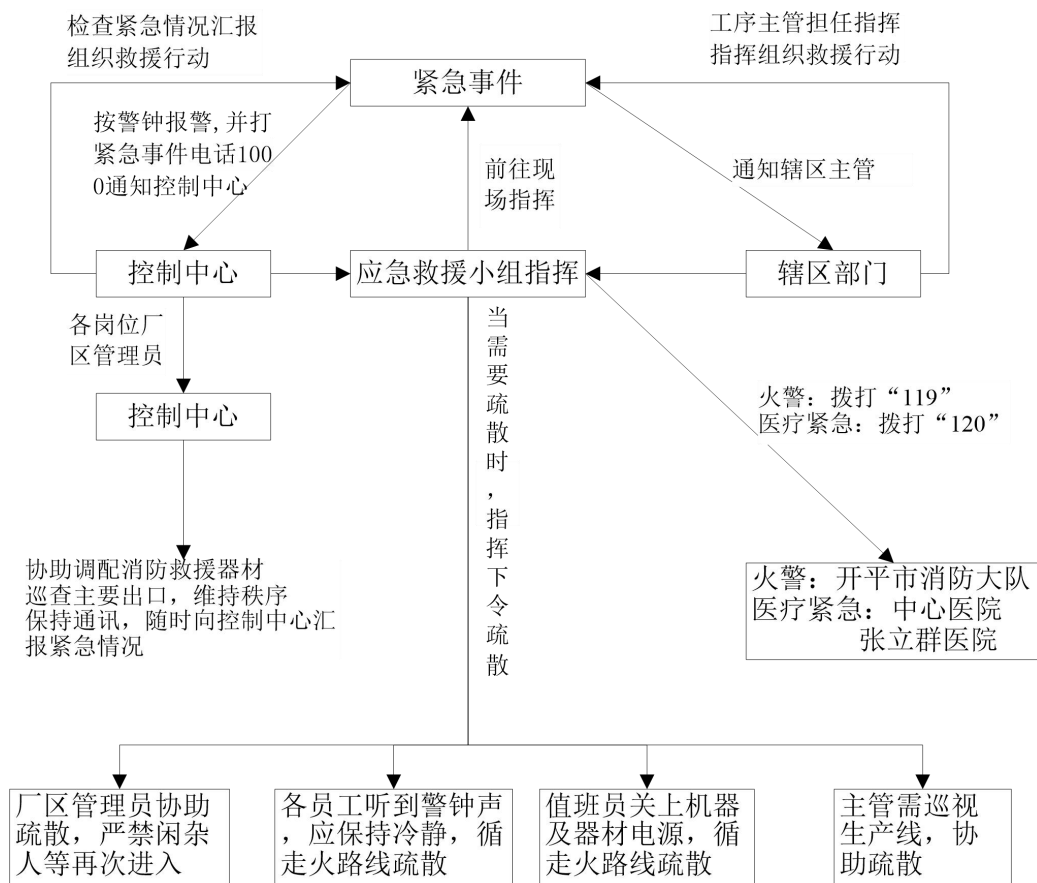 检查紧急情况汇报
组织救援行动
工序主管担任指挥
指挥组织救援行动
紧急事件
按警钟报警,并打
紧急事件电话100
0通知控制中心
前往现
场指挥
通知辖区主管
控制中心
应急救援小组指挥
辖区部门
各岗位厂
区管理员
当需要疏散时，指挥下令疏散
控制中心
火警：拨打“119”
医疗紧急：拨打“120”
协助调配消防救援器材
巡查主要出口，维持秩序
保持通讯，随时向控制中心汇
报紧急情况
火警：开平市消防大队
医疗紧急：中心医院
张立群医院
厂区管理员协助
疏散，严禁闲杂
人等再次进入
各员工听到警钟声
，应保持冷静，循
走火路线疏散
值班员关上机器
及器材电源，循
走火路线疏散
主管需巡视
生产线，协
助疏散